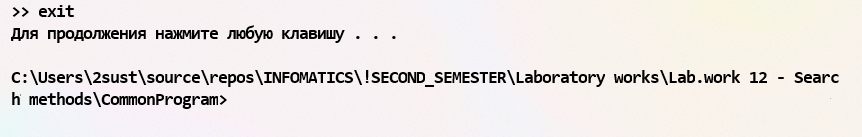 >> exit
Для продолжения нажмите любую клавишу . . .
C:\Users\2sust\source\repos\INFOMATICS\!SECOND_SEMESTER\Laboratory works\Lab.work 12 - Searc
h methods\CommonProgram>